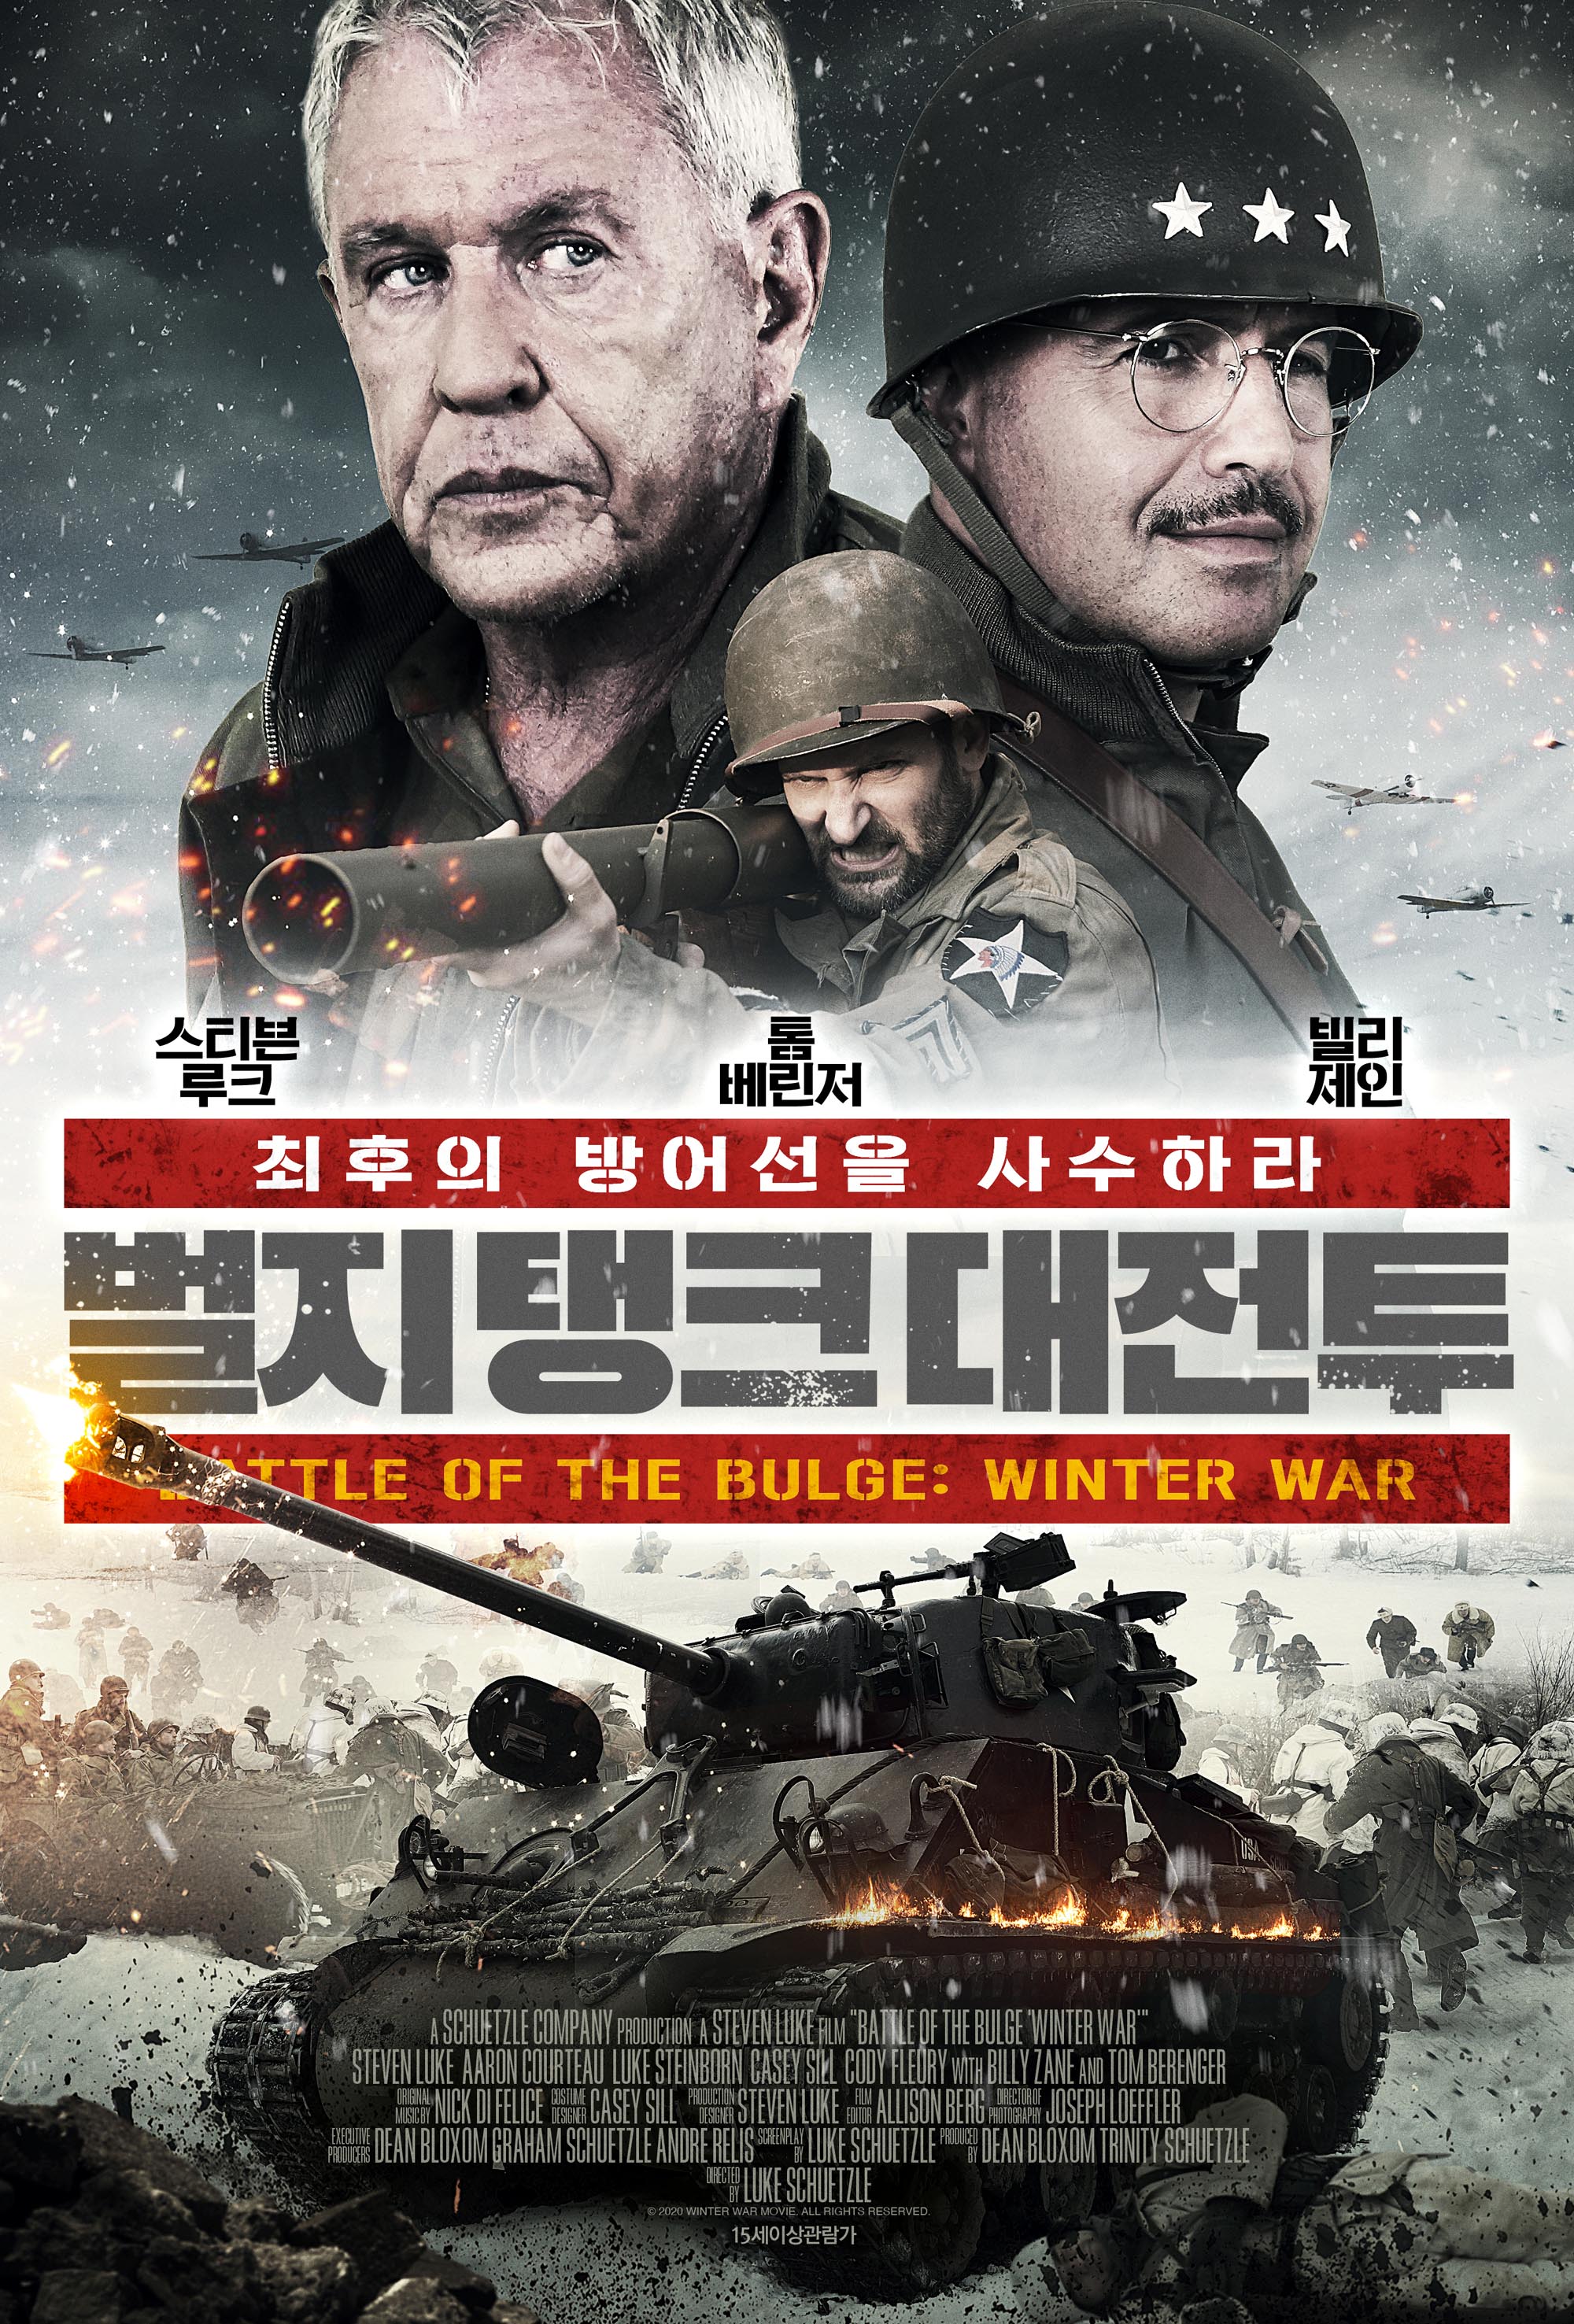 스티븐 루크
톰 베린저
빌리 제인
최후의 방어선을 사수하라
벌지 탱크 대전투
BATTLE OF THE BULGE: WINTER WAR
USA
A SCHUETZLE COMPANY PRODUCTION A STEVEN LUKE FILM "BATTLE OF THE BULGE 'WINTER WAR'"
STEVEN LUKE AARON COURTEAU LUKE STEINBORN CASEY SILL CODY FLEURY WITH BILLY ZANE AND TOM BERENGER
ORIGINAL MUSIC BY NICK DI FELICE COSTUME DESIGNER CASEY SILL PRODUCTION DESIGNER STEVEN LUKE FILM EDITOR ALLISON BERG DIRECTOR OF PHOTOGRAPHY JOSEPH LOEFFLER
EXECUTIVE PRODUCERS DEAN BLOXOM GRAHAM SCHUETZLE ANDRE RELIS SCREENPLAY BY LUKE SCHUETZLE PRODUCED BY DEAN BLOXOM TRINITY SCHUETZLE
DIRECTED BY LUKE SCHUETZLE
© 2020 WINTER WAR MOVIE. ALL RIGHTS RESERVED.
15세이상관람가